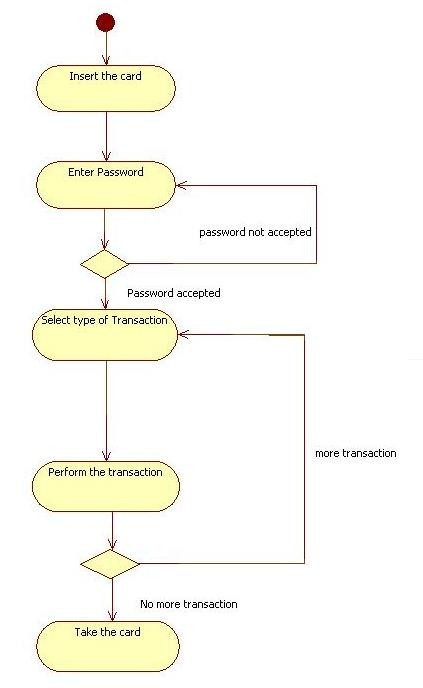 Insert the card
Enter Password
password not accepted
Password accepted
Select type of Transaction
more transaction
Perform the transaction
No more transaction
Take the card